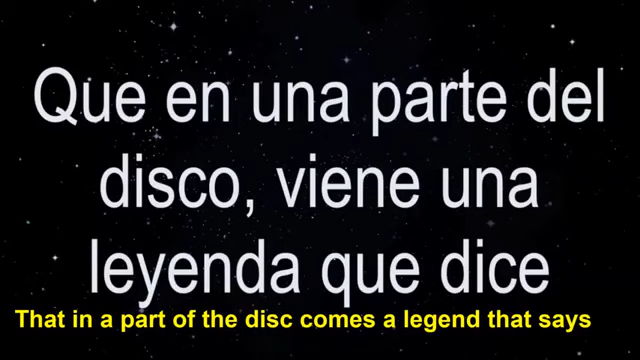 Que en una parte del
disco, viene una
leyenda que dice
That in a part of the disc comes a legend that says